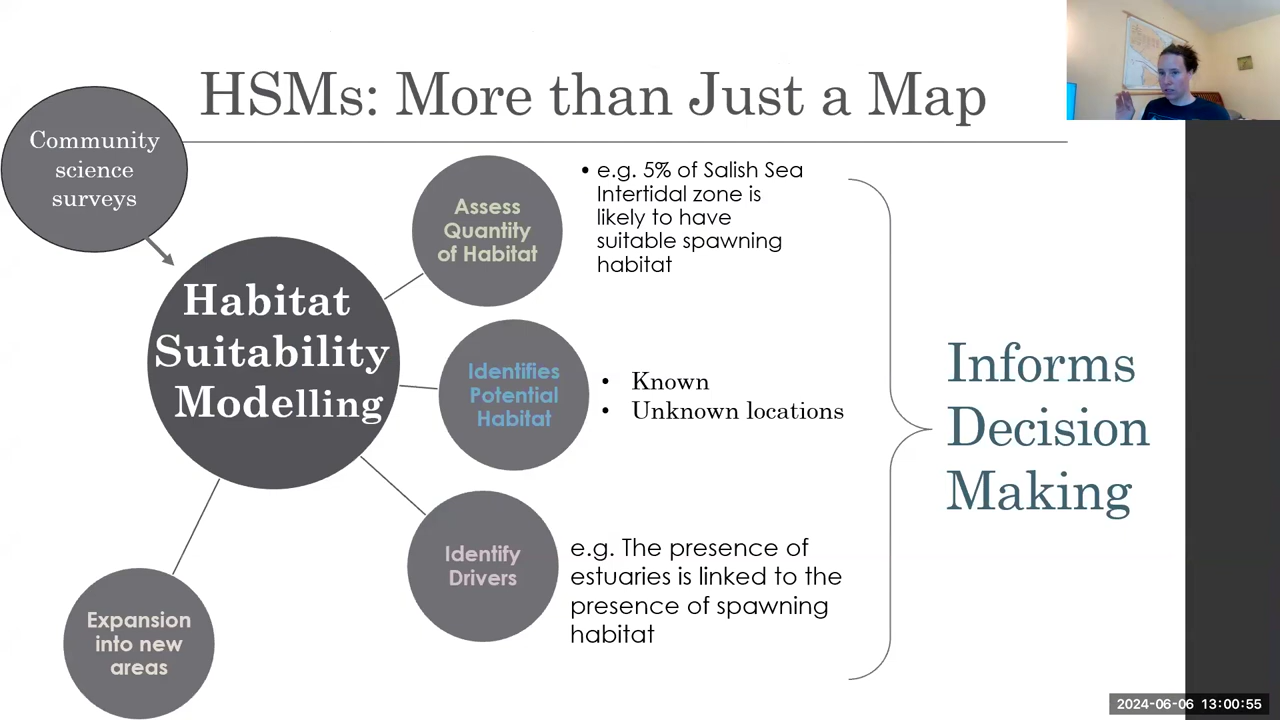 HSMs: More than Just a Map
Community
science
surveys
Habitat
Suitability
Modelling
Assess
Quantity
of Habitat
• e.g. 5% of Salish Sea
Intertidal zone is
likely to have
suitable spawning
habitat
Identifies
Potential
Habitat
• Known
• Unknown locations
Identify
Drivers
e.g. The presence of
estuaries is linked to the
presence of spawning
habitat
Expansion
into new
areas
Informs
Decision
Making
2024-06-06 13:00:55